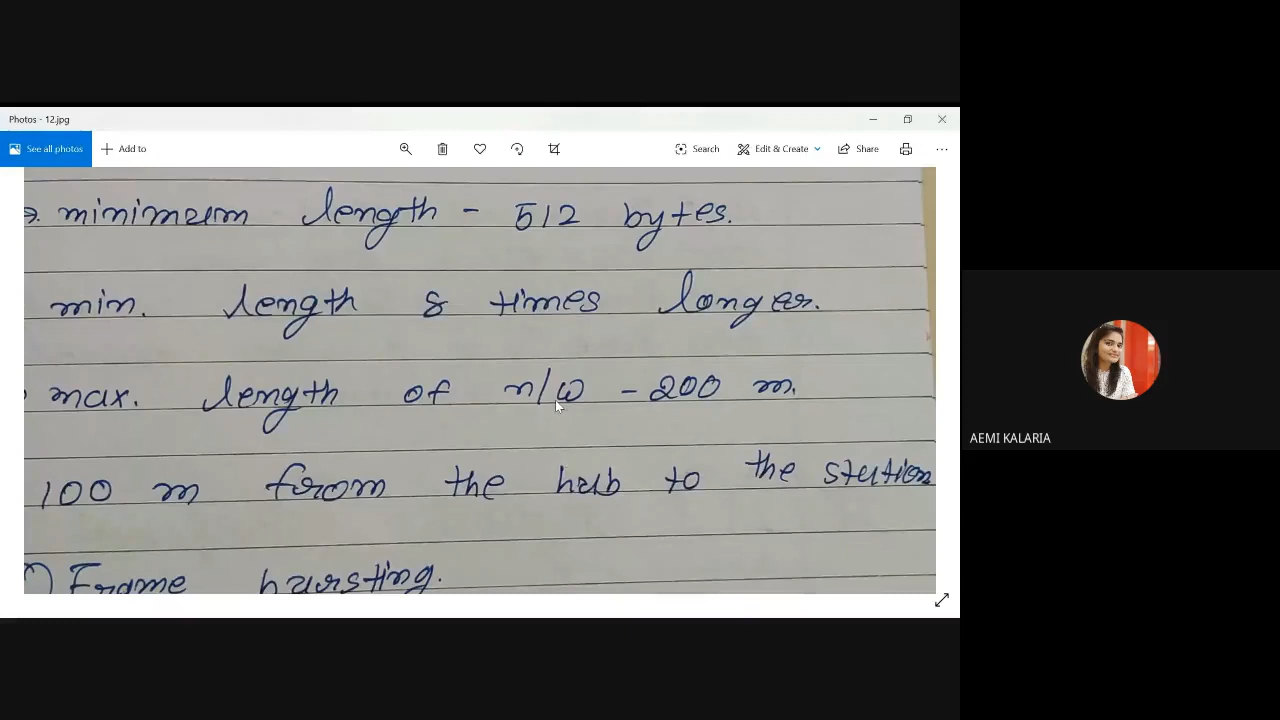 Photos - 12.jpg
See all photos
Add to
Search
Edit & Create
Share
minimum length - 512 bytes.
min. length 8 times longer.
max. length of n/w - 200 m.
100 m from the hub to the station
Frame bursting.
AEMI KALARIA